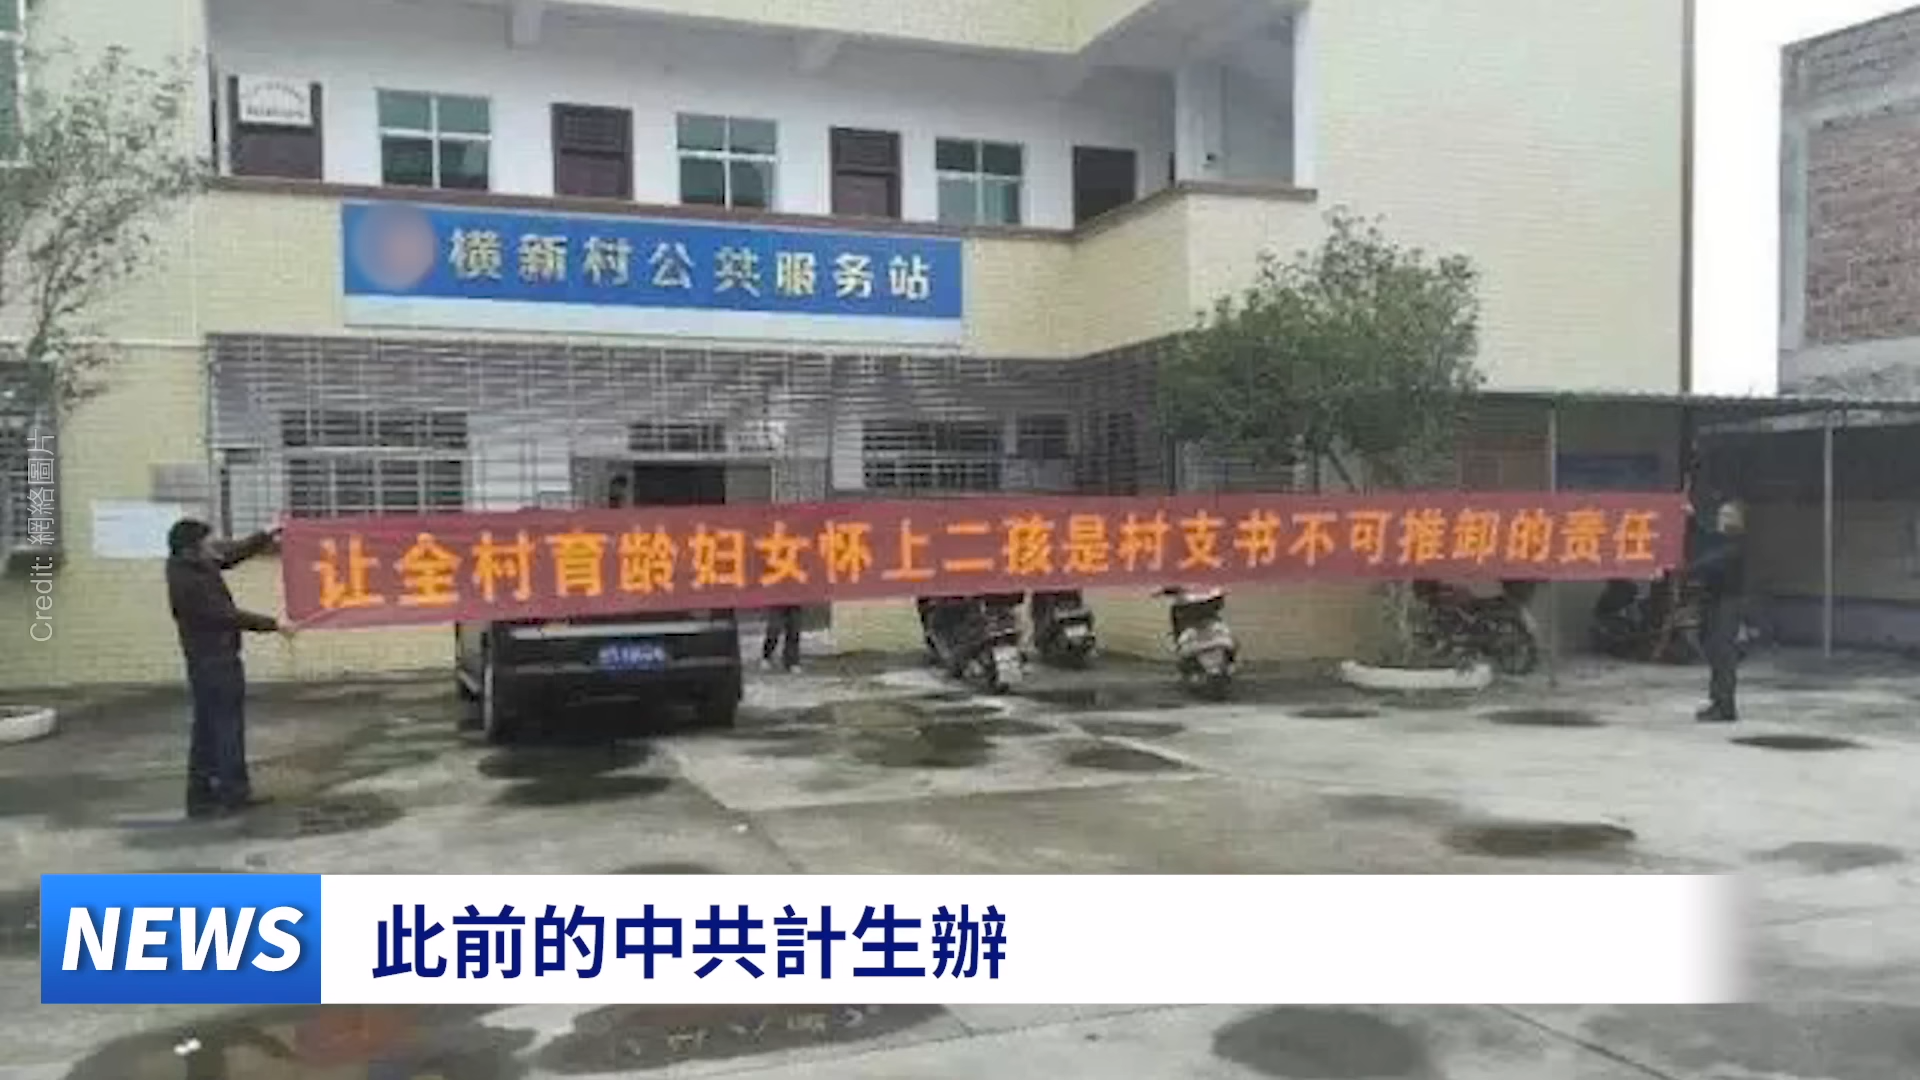 横新村公共服务站
Credit: 網絡圖片
让全村育龄妇女怀上二孩是村支书不可推卸的责任
NEWS 此前的中共計生辦